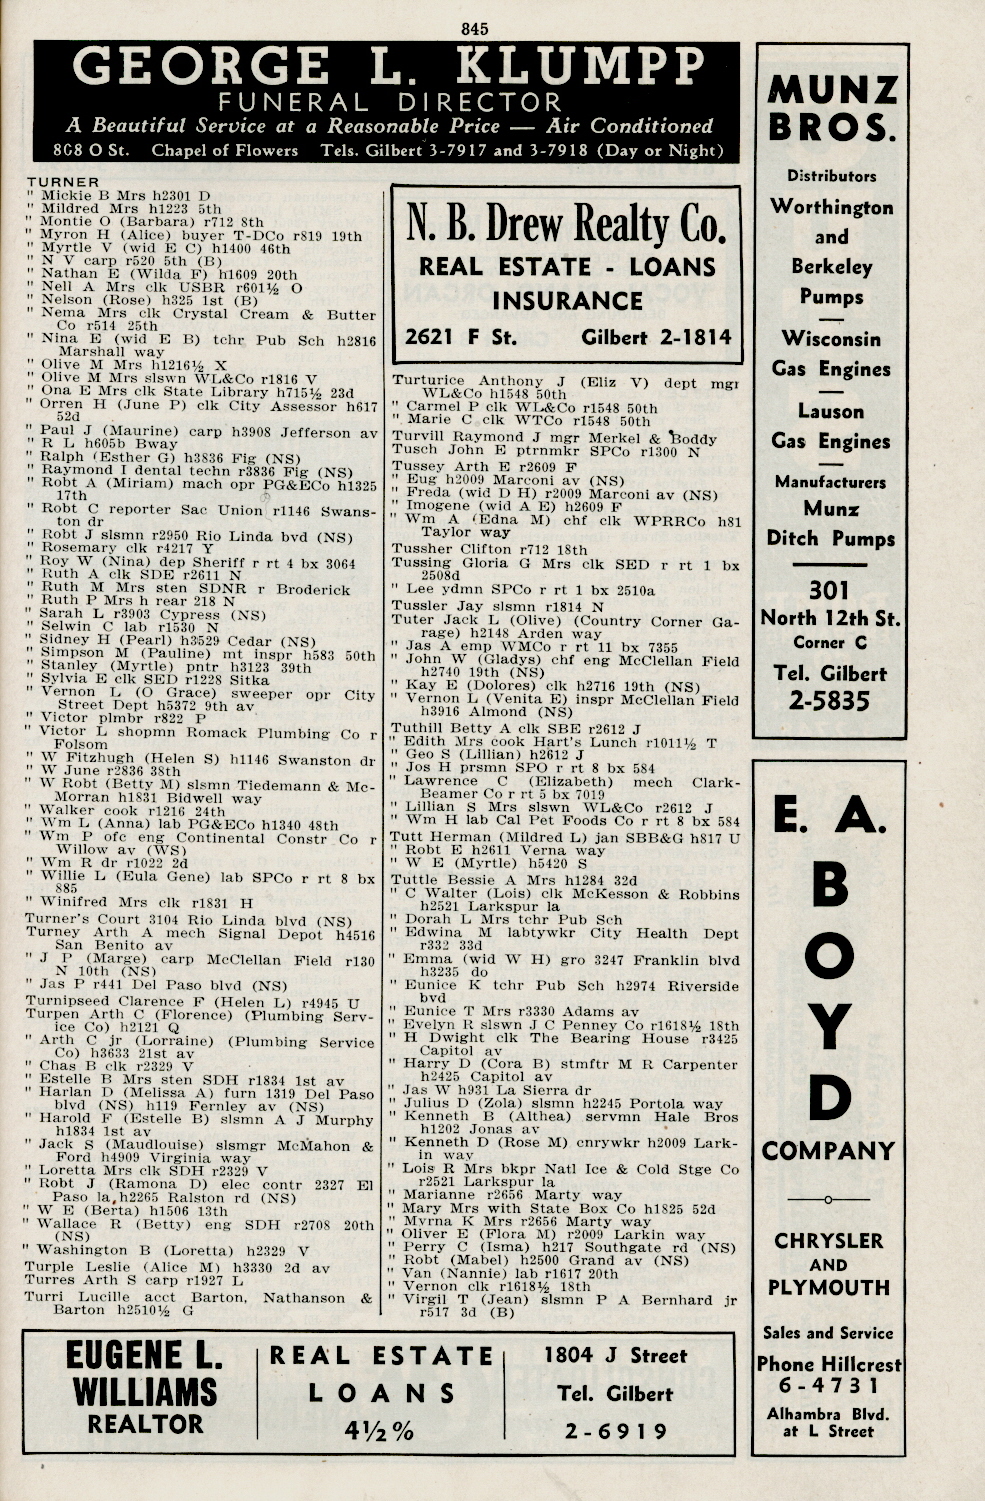 845
GEORGE L. KLUMPP
FUNERAL DIRECTOR
A Beautiful Service at a Reasonable Price — Air Conditioned
808 O St. Chapel of Flowers Tels. Gilbert 3-7917 and 3-7918 (Day or Night)
TURNER
" Mickie B Mrs h2301 D
" Mildred Mrs h1223 5th
" Montie O (Barbara) r712 8th
" Myron H (Alice) buyer T-DCo r819 19th
" Myrtle V (wid E C) h1400 46th
" N V carp r520 5th (B)
" Nathan E (Wilda F) h1609 20th
" Nell A Mrs clk USBR r601½ O
" Nelson (Rose) h325 1st (B)
" Nema Mrs clk Crystal Cream & Butter
Co r514 25th
" Nina E (wid E B) tchr Pub Sch h2816
Marshall way
" Olive M Mrs h1216½ X
" Olive M Mrs slswn WL&Co r1816 V
" Ona E Mrs clk State Library h715½ 23d
" Orren H (June P) clk City Assessor h617
52d
" Paul J (Maurine) carp h3908 Jefferson av
" R L h605b Bway
" Ralph (Esther G) h3836 Fig (NS)
" Raymond I dental techn r3836 Fig (NS)
" Robt A (Miriam) mach opr PG&ECo h1325
17th
" Robt C reporter Sac Union r1146 Swans-
ton dr
" Robt J slsmn r2950 Rio Linda bvd (NS)
" Rosemary clk r4217 Y
" Roy W (Nina) dep Sheriff r rt 4 bx 3064
" Ruth A clk SDE r2611 N
" Ruth M Mrs sten SDNR r Broderick
" Ruth P Mrs h rear 218 N
" Sarah L r3903 Cypress (NS)
" Selwin C lab r1530 N
" Sidney H (Pearl) h3529 Cedar (NS)
" Simpson M (Pauline) mt inspr h583 50th
" Stanley (Myrtle) pntr h3123 39th
" Sylvia E clk SED r1228 Sitka
" Vernon L (O Grace) sweeper opr City
Street Dept h5372 9th av
" Victor plmbr r822 P
" Victor L shopmn Romack Plumbing Co r
Folsom
" W Fitzhugh (Helen S) h1146 Swanston dr
" W June r2836 38th
" W Robt (Betty M) slsmn Tiedemann & Mc-
Morran h1831 Bidwell way
" Walker cook r1216 24th
" Wm L (Anna) lab PG&ECo h1340 48th
" Wm P ofc eng Continental Constr Co r
Willow av (WS)
" Wm R dr r1022 2d
" Willie L (Eula Gene) lab SPCo r rt 8 bx
885
" Winifred Mrs clk r1831 H
Turner's Court 3104 Rio Linda blvd (NS)
Turney Arth A mech Signal Depot h4516
San Benito av
" J P (Marge) carp McClellan Field r130
N 10th (NS)
" Jas P r441 Del Paso blvd (NS)
Turnipseed Clarence F (Helen L) r4945 U
Turpen Arth C (Florence) (Plumbing Serv-
ice Co) h2121 Q
" Arth C jr (Lorraine) (Plumbing Service
Co) h3633 21st av
" Chas B clk r2329 V
" Estelle B Mrs sten SDH r1834 1st av
" Harlan D (Melissa A) furn 1319 Del Paso
blvd (NS) h119 Fernley av (NS)
" Harold F (Estelle B) slsmn A J Murphy
h1834 1st av
" Jack S (Maudlouise) slsmgr McMahon &
Ford h4909 Virginia way
" Loretta Mrs clk SDH r2329 V
" Robt J (Ramona D) elec contr 2327 El
Paso la h2265 Ralston rd (NS)
" W E (Berta) h1506 13th
" Wallace R (Betty) eng SDH r2708 20th
(NS)
" Washington B (Loretta) h2329 V
Turple Leslie (Alice M) h3330 2d av
Turres Arth S carp r1927 L
Turri Lucille acct Barton, Nathanson &
Barton h2510½ G
N. B. Drew Realty Co.
REAL ESTATE - LOANS
INSURANCE
2621 F St. Gilbert 2-1814
Turturice Anthony J (Eliz V) dept mgr
WL&Co h1548 50th
" Carmel P clk WL&Co r1548 50th
" Marie C clk WTCo r1548 50th
Turvill Raymond J mgr Merkel & Boddy
Tusch John E ptrnmkr SPCo r1300 N
Tussey Arth E r2609 F
" Eug h2009 Marconi av (NS)
" Freda (wid D H) r2009 Marconi av (NS)
" Imogene (wid A E) h2609 F
" Wm A (Edna M) chf clk WPRRCo h81
Taylor way
Tussher Clifton r712 18th
Tussing Gloria G Mrs clk SED r rt 1 bx
2508d
" Lee ydmn SPCo r rt 1 bx 2510a
Tussler Jay slsmn r1814 N
Tuter Jack L (Olive) (Country Corner Ga-
rage) h2148 Arden way
" Jas A emp WMCo r rt 11 bx 7355
" John W (Gladys) chf eng McClellan Field
h2740 19th (NS)
" Kay E (Dolores) clk h2716 19th (NS)
" Vernon L (Venita E) inspr McClellan Field
h3916 Almond (NS)
Tuthill Betty A clk SBE r2612 J
" Edith Mrs cook Hart's Lunch r1011½ T
" Geo S (Lillian) h2612 J
" Jos H prsmn SPO r rt 8 bx 584
" Lawrence C (Elizabeth) mech Clark-
Beamer Co r rt 5 bx 7019
" Lillian S Mrs slswn WL&Co r2612 J
" Wm H lab Cal Pet Foods Co r rt 8 bx 584
Tutt Herman (Mildred L) jan SBB&G h817 U
" Robt E h2611 Verna way
" W E (Myrtle) h5420 S
Tuttle Bessie A Mrs h1284 32d
" C Walter (Lois) clk McKesson & Robbins
h2521 Larkspur la
" Dorah L Mrs tchr Pub Sch
" Edwina M labtywkr City Health Dept
r332 33d
" Emma (wid W H) gro 3247 Franklin blvd
h3235 do
" Eunice K tchr Pub Sch h2974 Riverside
bvd
" Eunice T Mrs r3330 Adams av
" Evelyn R slswn J C Penney Co r1618½ 18th
" H Dwight clk The Bearing House r3425
Capitol av
" Harry D (Cora B) stmftr M R Carpenter
h2425 Capitol av
" Jas W h931 La Sierra dr
" Julius D (Zola) slsmn h2245 Portola way
" Kenneth B (Althea) servmn Hale Bros
h1202 Jonas av
" Kenneth D (Rose M) cnrywkr h2009 Lark-
in way
" Lois R Mrs bkpr Natl Ice & Cold Stge Co
r2521 Larkspur la
" Marianne r2656 Marty way
" Mary Mrs with State Box Co h1825 52d
" Myrna K Mrs r2656 Marty way
" Oliver E (Flora M) r2009 Larkin way
" Perry C (Isma) h217 Southgate rd (NS)
" Robt (Mabel) h2500 Grand av (NS)
" Van (Nannie) lab r1617 20th
" Vernon clk r1618½ 18th
" Virgil T (Jean) slsmn P A Bernhard jr
r517 3d (B)
MUNZ
BROS.
Distributors
Worthington
and
Berkeley
Pumps
Wisconsin
Gas Engines
Lauson
Gas Engines
Manufacturers
Munz
Ditch Pumps
301
North 12th St.
Corner C
Tel. Gilbert
2-5835
E. A.
B
O
Y
D
COMPANY
CHRYSLER
AND
PLYMOUTH
Sales and Service
Phone Hillcrest
6-4731
Alhambra Blvd.
at L Street
EUGENE L.
WILLIAMS
REALTOR
REAL ESTATE
LOANS
4½%
1804 J Street
Tel. Gilbert
2-6919